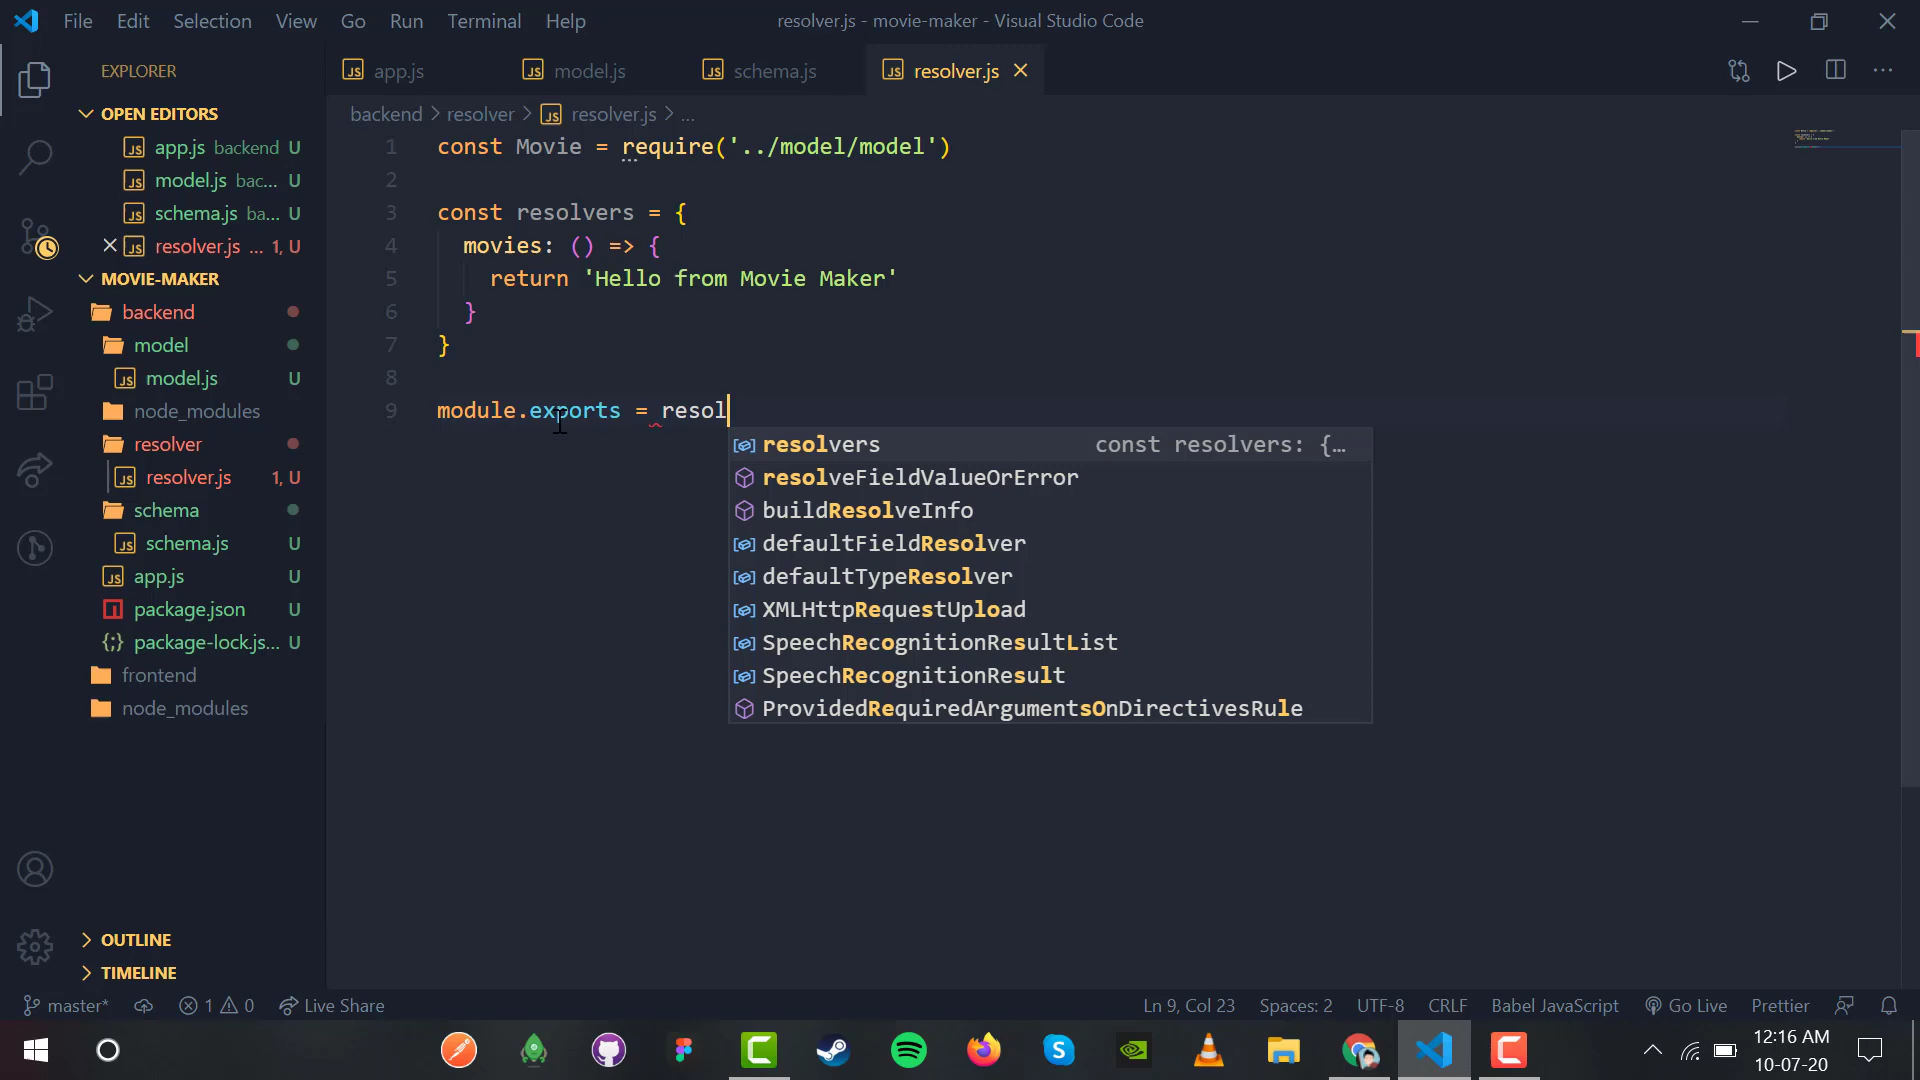 File Edit Selection View Go Run Terminal Help
resolver.js - movie-maker - Visual Studio Code
EXPLORER
OPEN EDITORS
app.js backend U
model.js bac... U
schema.js ba... U
resolver.js ... 1, U
MOVIE-MAKER
backend
model
model.js U
node_modules
resolver
resolver.js 1, U
schema
schema.js U
app.js U
package.json U
package-lock.js... U
frontend
node_modules
OUTLINE
TIMELINE
app.js model.js schema.js resolver.js
backend > resolver > resolver.js > ...
1 const Movie = require('../model/model')
2
3 const resolvers = {
4 movies: () => {
5 return 'Hello from Movie Maker'
6 }
7 }
8
9 module.exports = resol
resolvers const resolvers: {...
resolveFieldValueOrError
buildResolveInfo
defaultFieldResolver
defaultTypeResolver
XMLHttpRequestUpload
SpeechRecognitionResultList
SpeechRecognitionResult
ProvidedRequiredArgumentsOnDirectivesRule
master* 1 0 Live Share Ln 9, Col 23 Spaces: 2 UTF-8 CRLF Babel JavaScript Go Live Prettier
12:16 AM
10-07-20